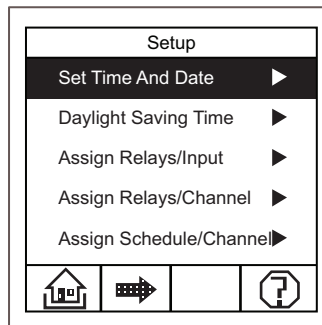 Setup
Set Time And Date
Daylight Saving Time
Assign Relays/Input
Assign Relays/Channel
Assign Schedule/Channel
?